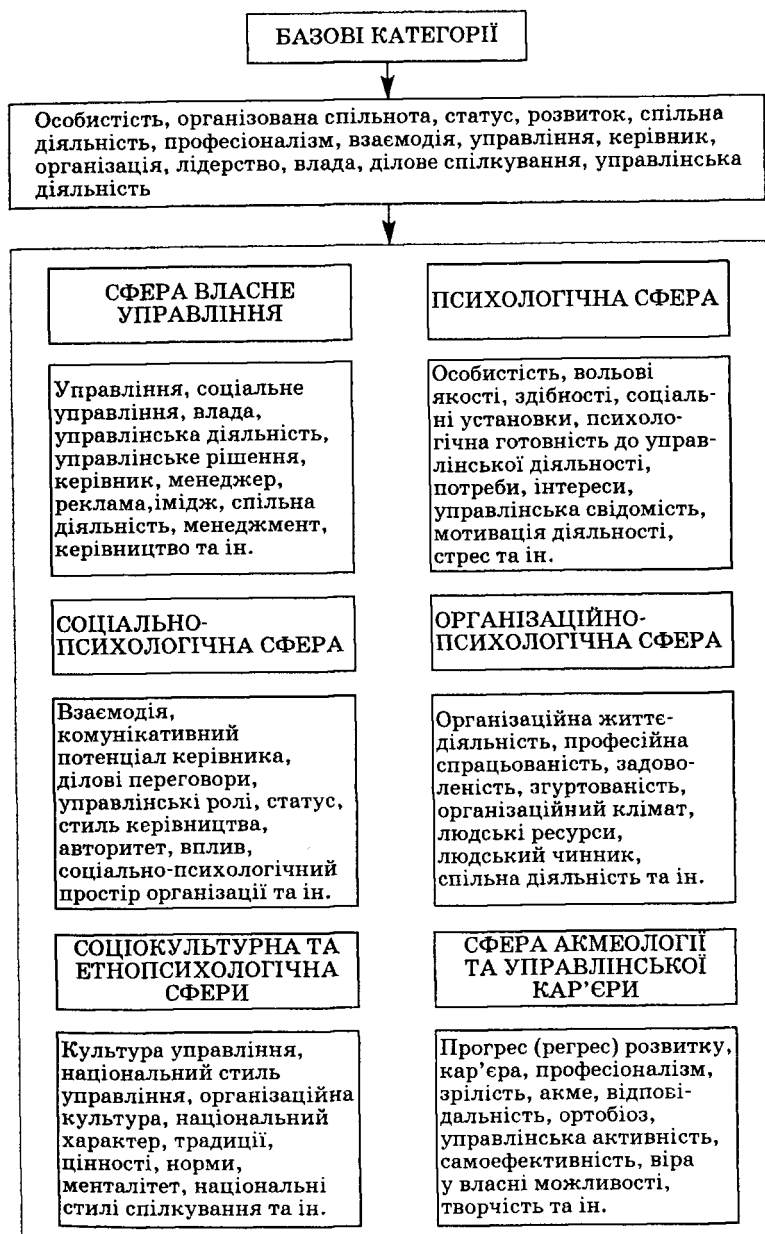 БАЗОВІ КАТЕГОРІЇ
Особистість, організована спільнота, статус, розвиток, спільна
діяльність, професіоналізм, взаємодія, управління, керівник,
організація, лідерство, влада, ділове спілкування, управлінська
діяльність
СФЕРА ВЛАСНЕ
УПРАВЛІННЯ
Управління, соціальне
управління, влада,
управлінська діяльність,
управлінське рішення,
керівник, менеджер,
реклама,імідж, спільна
діяльність, менеджмент,
керівництво та ін.
ПСИХОЛОГІЧНА СФЕРА
Особистість, вольові
якості, здібності, соціаль-
ні установки, психоло-
гічна готовність до управ-
лінської діяльності,
потреби, інтереси,
управлінська свідомість,
мотивація діяльності,
стрес та ін.
СОЦІАЛЬНО-
ПСИХОЛОГІЧНА СФЕРА
Взаємодія,
комунікативний
потенціал керівника,
ділові переговори,
управлінські ролі, статус,
стиль керівництва,
авторитет, вплив,
соціально-психологічний
простір організації та ін.
ОРГАНІЗАЦІЙНО-
ПСИХОЛОГІЧНА СФЕРА
Організаційна життє-
діяльність, професійна
спрацьованість, задово-
леність, згуртованість,
організаційний клімат,
людські ресурси,
людський чинник,
спільна діяльність та ін.
СОЦІОКУЛЬТУРНА ТА
ЕТНОПСИХОЛОГІЧНА
СФЕРИ
Культура управління,
національний стиль
управління, організаційна
культура, національний
характер, традиції,
цінності, норми,
менталітет, національні
стилі спілкування та ін.
СФЕРА АКМЕОЛОГІЇ
ТА УПРАВЛІНСЬКОЇ
КАР’ЄРИ
Прогрес (регрес) розвитку,
кар’єра, професіоналізм,
зрілість, акме, відпові-
дальність, ортобіоз,
управлінська активність,
самоефективність, віра
у власні можливості,
творчість та ін.